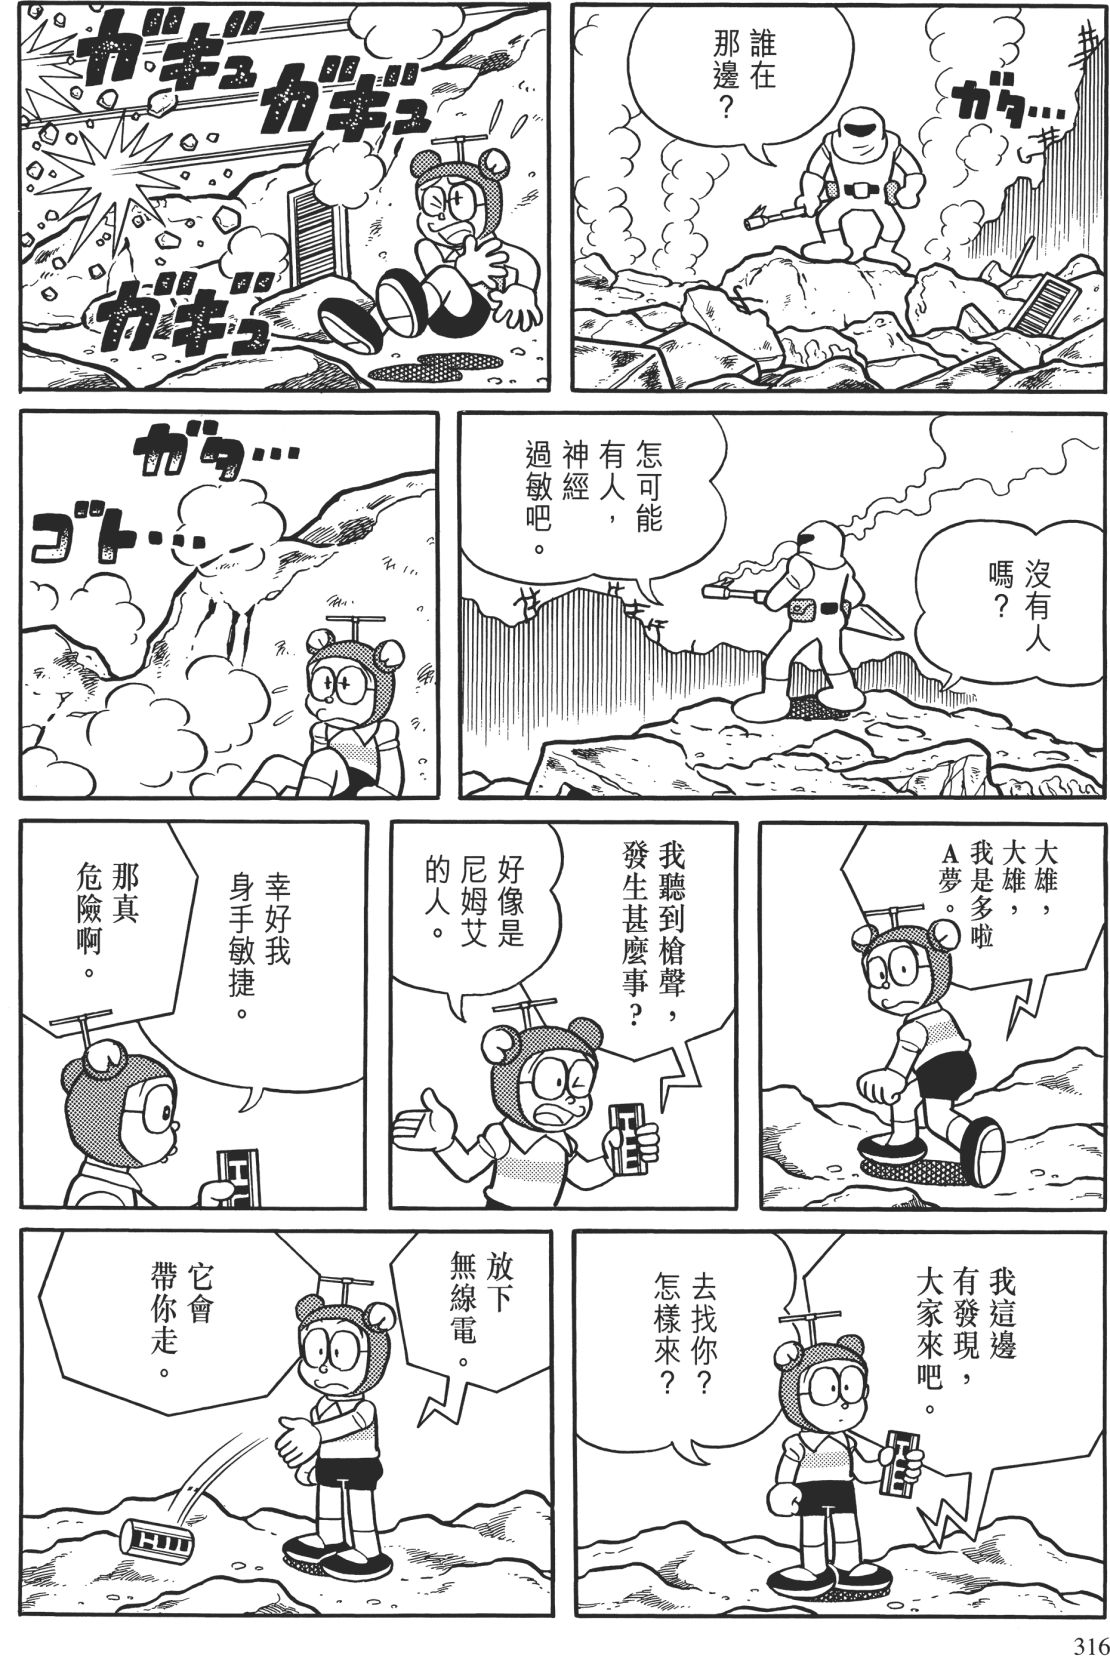 誰在
那邊？
ガタ…
ガギュ
ガギュ
ガギュ
沒有人
嗎？
怎可能
有人，
神經
過敏吧。
ガタ…
ゴト…
大雄，
大雄，
我是多啦
A夢。
我聽到槍聲，
發生甚麼事？
好像是
尼姆艾
的人。
幸好我
身手敏捷。
那真
危險啊。
我這邊
有發現，
大家來吧。
去找你？
怎樣來？
放下
無線電。
它會
帶你走。
316